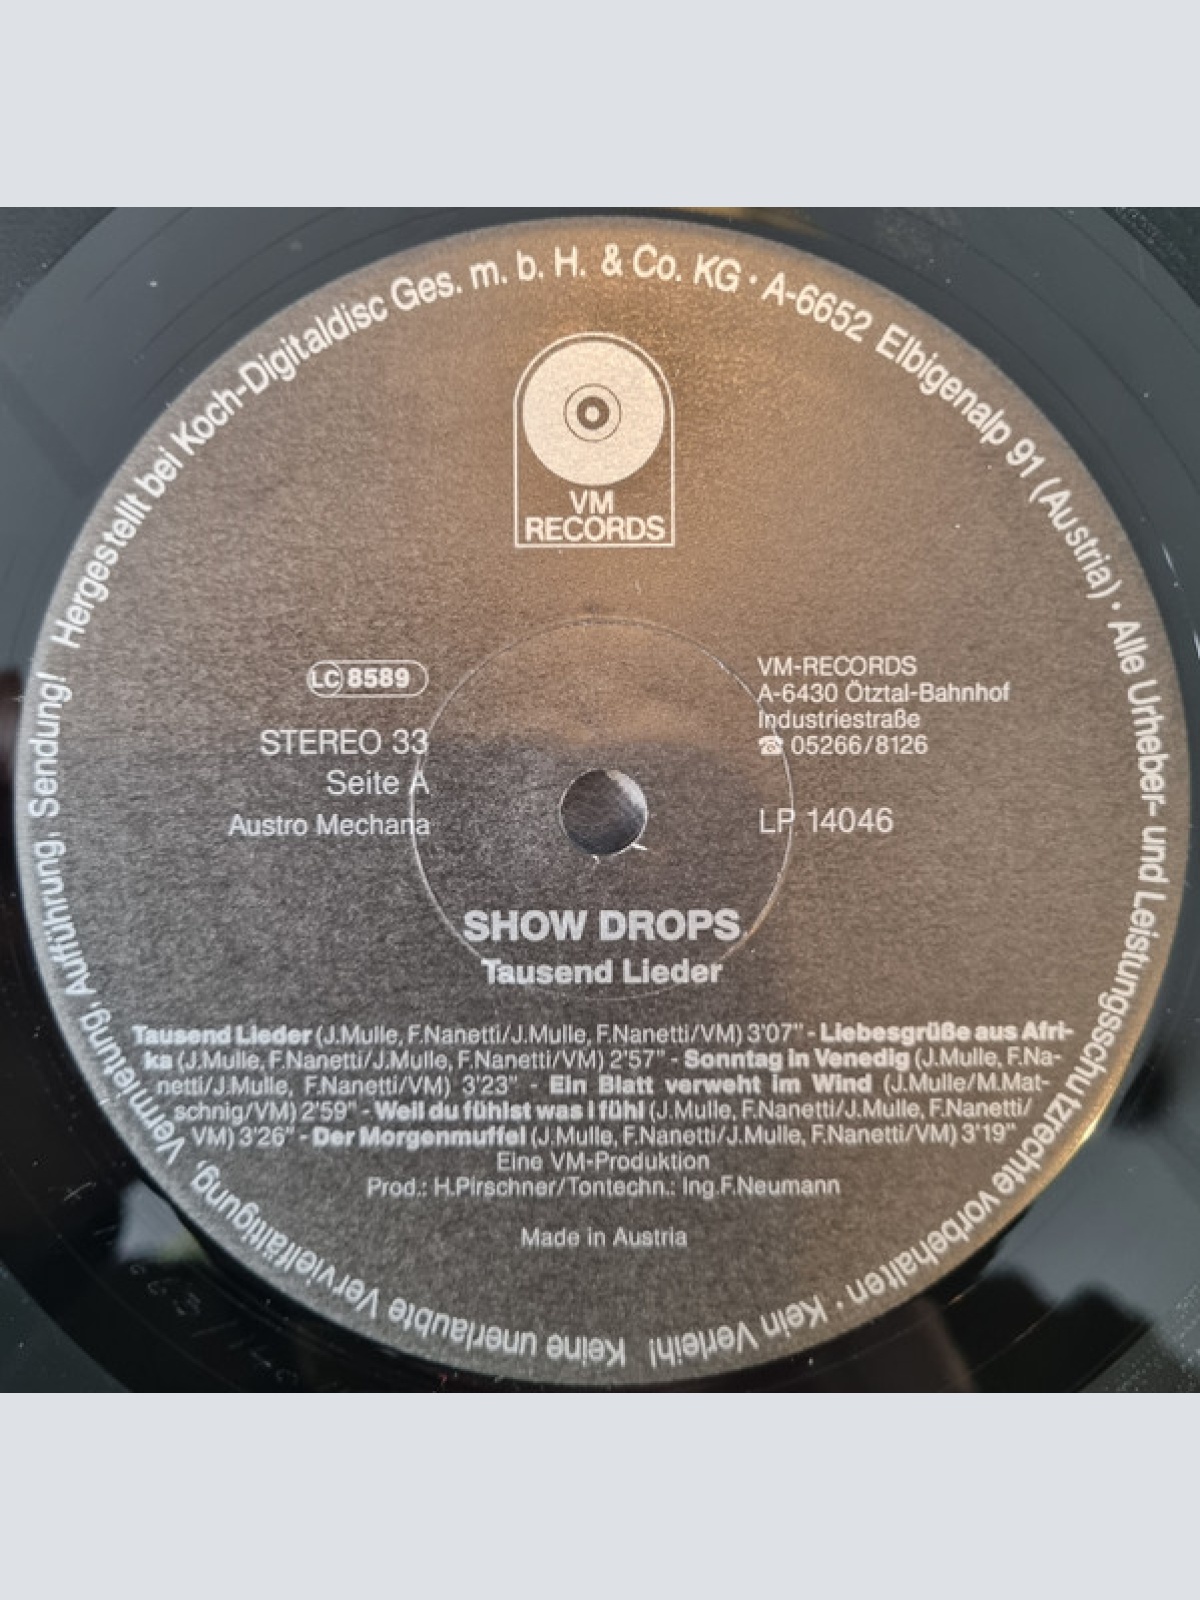 Hergestellt bei Koch-Digitaldisc Ges. m. b. H. & Co. KG · A-6652 Elbigenalp 91 (Austria) · Alle Urheber- und Leistungsschutzrechte vorbehalten · Kein Verleih! Keine unerlaubte Vervielfältigung, Vermietung, Aufführung, Sendung!
VM
RECORDS
LC 8589
STEREO 33
Seite A
Austro Mechana
VM-RECORDS
A-6430 Ötztal-Bahnhof
Industriestraße
☎ 05266/8126
LP 14046
SHOW DROPS
Tausend Lieder
Tausend Lieder (J.Mulle, F.Nanetti/J.Mulle, F.Nanetti/VM) 3'07" - Liebesgrüße aus Afri-
ka (J.Mulle, F.Nanetti/J.Mulle, F.Nanetti/VM) 2'57" - Sonntag in Venedig (J.Mulle, F.Na-
netti/J.Mulle, F.Nanetti/VM) 3'23" - Ein Blatt verweht im Wind (J.Mulle/M.Mat-
schnig/VM) 2'59" - Weil du fühlst was i fühl (J.Mulle, F.Nanetti/J.Mulle, F.Nanetti/
VM) 3'26" - Der Morgenmuffel (J.Mulle, F.Nanetti/J.Mulle, F.Nanetti/VM) 3'19"
Eine VM-Produktion
Prod.: H.Pirschner/Tontechn.: Ing.F.Neumann
Made in Austria